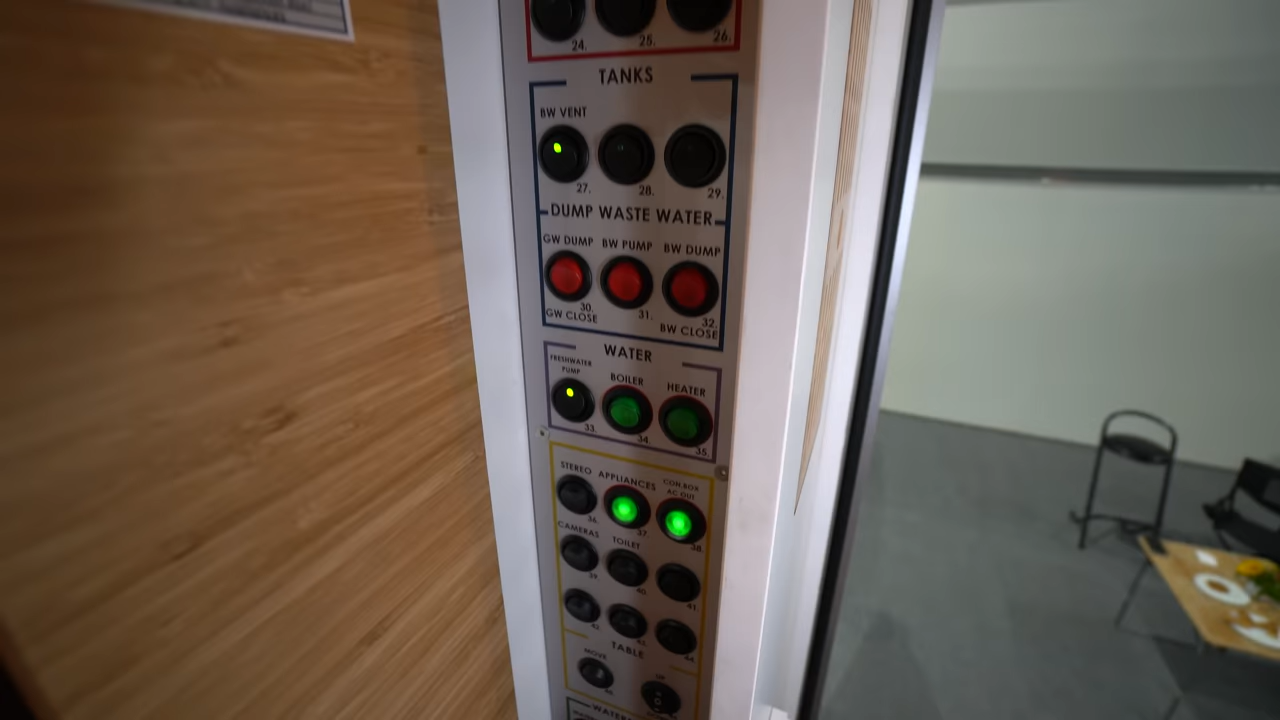 24. 25. 26.
TANKS
BW VENT
27. 28. 29.
DUMP WASTE WATER
GW DUMP BW PUMP BW DUMP
30. 31. 32.
GW CLOSE BW CLOSE
WATER
FRESHWATER
PUMP
BOILER HEATER
33. 34. 35.
STEREO APPLIANCES CON.BOX
AC OUT
36. 37. 38.
CAMERAS TOILET
39. 40. 41.
42. 43. 44.
TABLE
MOVE UP